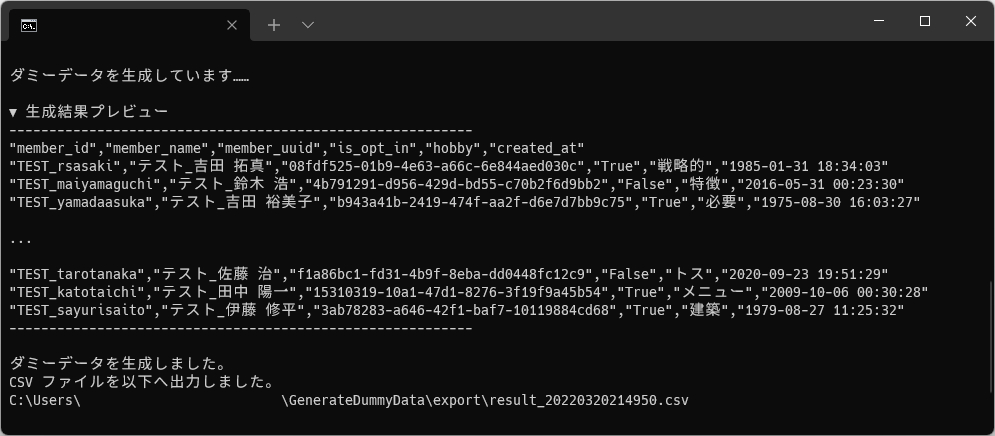 ダミーデータを生成しています……
▼ 生成結果プレビュー
----------------------------------------------------------
"member_id","member_name","member_uuid","is_opt_in","hobby","created_at"
"TEST_rsasaki","テスト_吉田 拓真","08fdf525-01b9-4e63-a66c-6e844aed030c","True","戦略的","1985-01-31 18:34:03"
"TEST_maiyamaguchi","テスト_鈴木 浩","4b791291-d956-429d-bd55-c70b2f6d9bb2","False","特徴","2016-05-31 00:23:30"
"TEST_yamadaasuka","テスト_吉田 裕美子","b943a41b-2419-474f-aa2f-d6e7d7bb9c75","True","必要","1975-08-30 16:03:27"
...
"TEST_tarotanaka","テスト_佐藤 治","f1a86bc1-fd31-4b9f-8eba-dd0448fc12c9","False","トス","2020-09-23 19:51:29"
"TEST_katotaichi","テスト_田中 陽一","15310319-10a1-47d1-8276-3f19f9a45b54","True","メニュー","2009-10-06 00:30:28"
"TEST_sayurisaito","テスト_伊藤 修平","3ab78283-a646-42f1-baf7-10119884cd68","True","建築","1979-08-27 11:25:32"
----------------------------------------------------------
ダミーデータを生成しました。
CSV ファイルを以下へ出力しました。
C:\Users\ \GenerateDummyData\export\result_20220320214950.csv